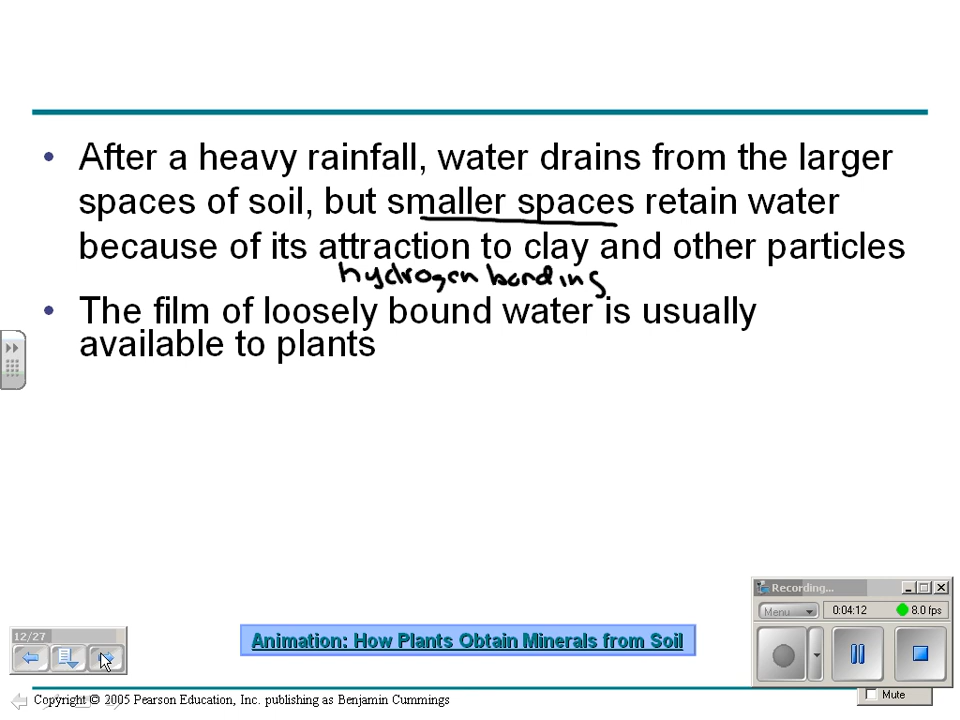 • After a heavy rainfall, water drains from the larger
spaces of soil, but smaller spaces retain water
because of its attraction to clay and other particles
hydrogen bonding
• The film of loosely bound water is usually
available to plants
Recording...
Menu 0:04:12 8.0 fps
12/27
Animation: How Plants Obtain Minerals from Soil
Mute
Copyright © 2005 Pearson Education, Inc. publishing as Benjamin Cummings